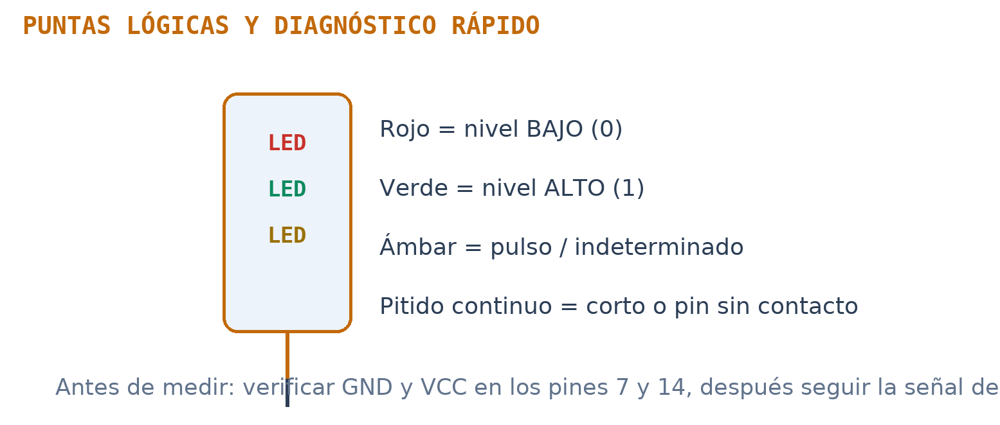 PUNTAS LÓGICAS Y DIAGNÓSTICO RÁPIDO
LED
Rojo = nivel BAJO (0)
LED
Verde = nivel ALTO (1)
LED
Ámbar = pulso / indeterminado
Pitido continuo = corto o pin sin contacto
Antes de medir: verificar GND y VCC en los pines 7 y 14, después seguir la señal de